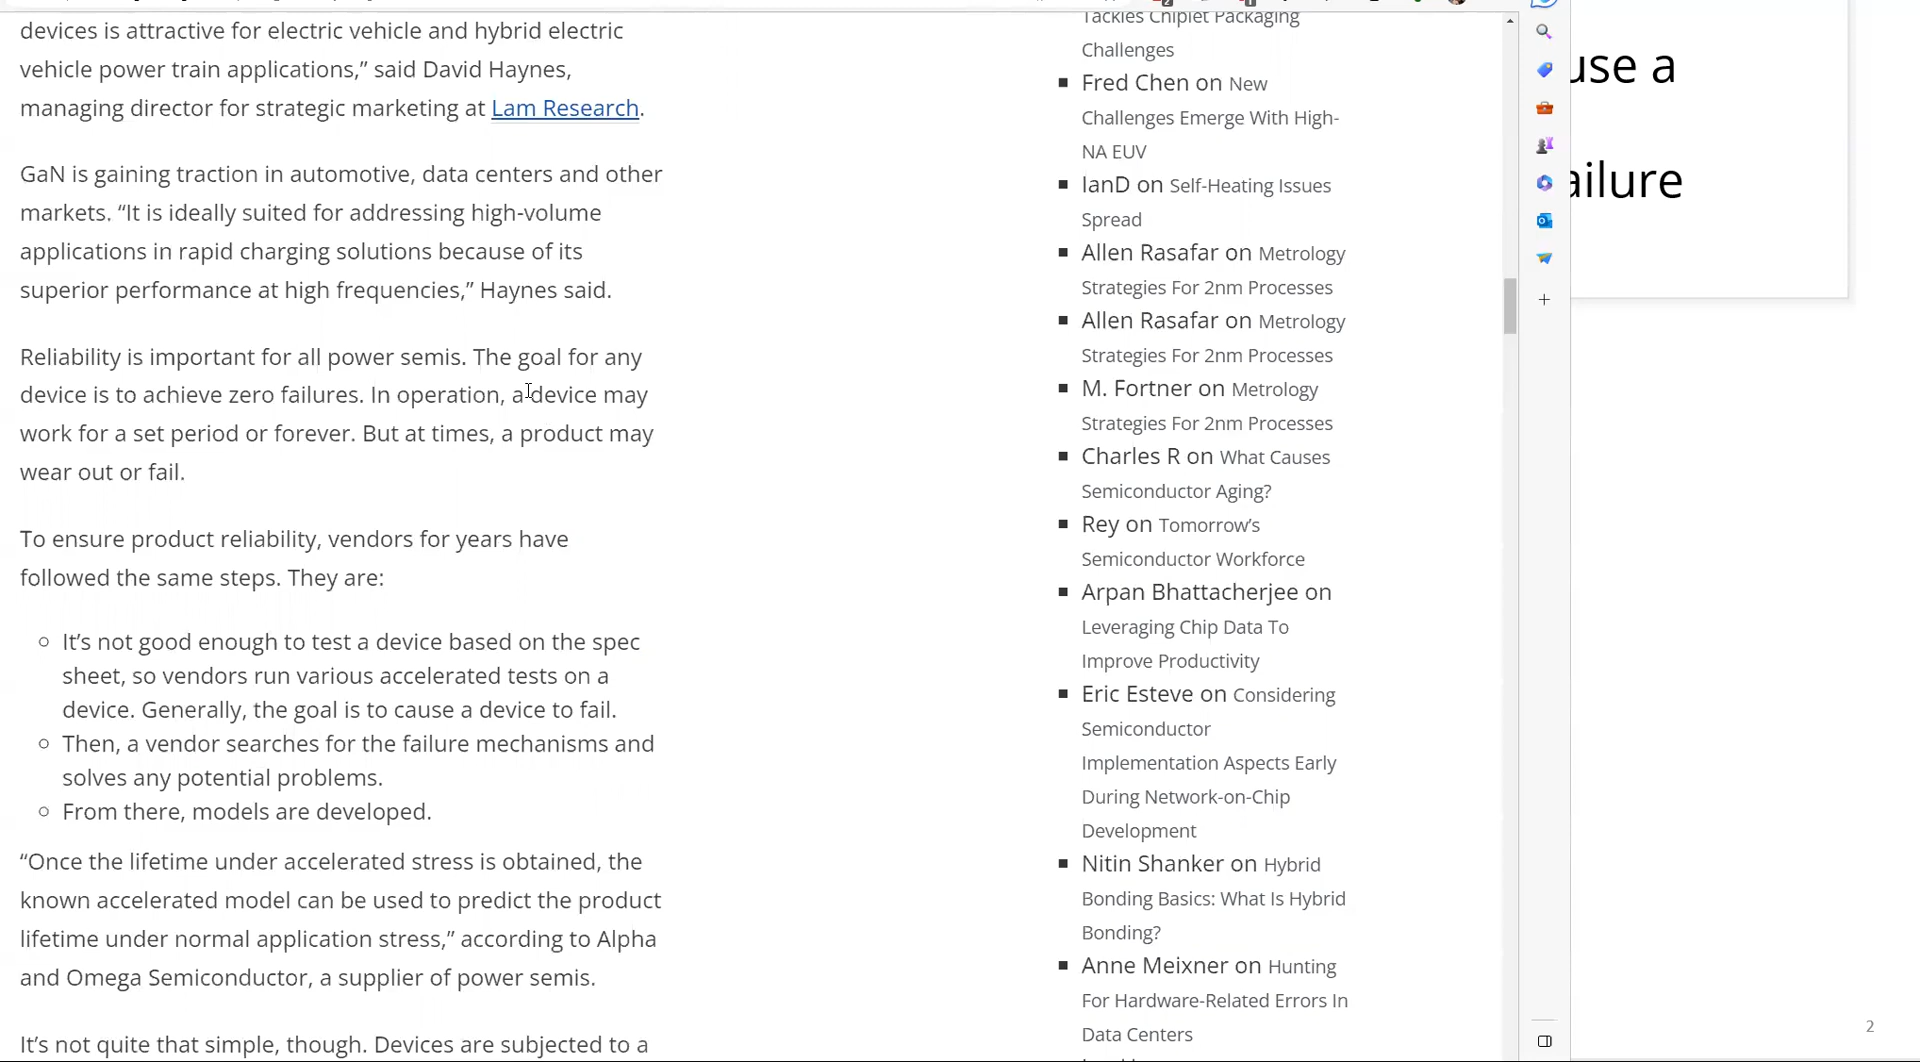 devices is attractive for electric vehicle and hybrid electric
vehicle power train applications,” said David Haynes,
managing director for strategic marketing at Lam Research.
GaN is gaining traction in automotive, data centers and other
markets. “It is ideally suited for addressing high-volume
applications in rapid charging solutions because of its
superior performance at high frequencies,” Haynes said.
Reliability is important for all power semis. The goal for any
device is to achieve zero failures. In operation, a device may
work for a set period or forever. But at times, a product may
wear out or fail.
To ensure product reliability, vendors for years have
followed the same steps. They are:
It’s not good enough to test a device based on the spec
sheet, so vendors run various accelerated tests on a
device. Generally, the goal is to cause a device to fail.
Then, a vendor searches for the failure mechanisms and
solves any potential problems.
From there, models are developed.
“Once the lifetime under accelerated stress is obtained, the
known accelerated model can be used to predict the product
lifetime under normal application stress,” according to Alpha
and Omega Semiconductor, a supplier of power semis.
It’s not quite that simple, though. Devices are subjected to a
Tackles Chiplet Packaging
Challenges
Fred Chen on New
Challenges Emerge With High-
NA EUV
IanD on Self-Heating Issues
Spread
Allen Rasafar on Metrology
Strategies For 2nm Processes
Allen Rasafar on Metrology
Strategies For 2nm Processes
M. Fortner on Metrology
Strategies For 2nm Processes
Charles R on What Causes
Semiconductor Aging?
Rey on Tomorrow’s
Semiconductor Workforce
Arpan Bhattacherjee on
Leveraging Chip Data To
Improve Productivity
Eric Esteve on Considering
Semiconductor
Implementation Aspects Early
During Network-on-Chip
Development
Nitin Shanker on Hybrid
Bonding Basics: What Is Hybrid
Bonding?
Anne Meixner on Hunting
For Hardware-Related Errors In
Data Centers
use a
ailure
2